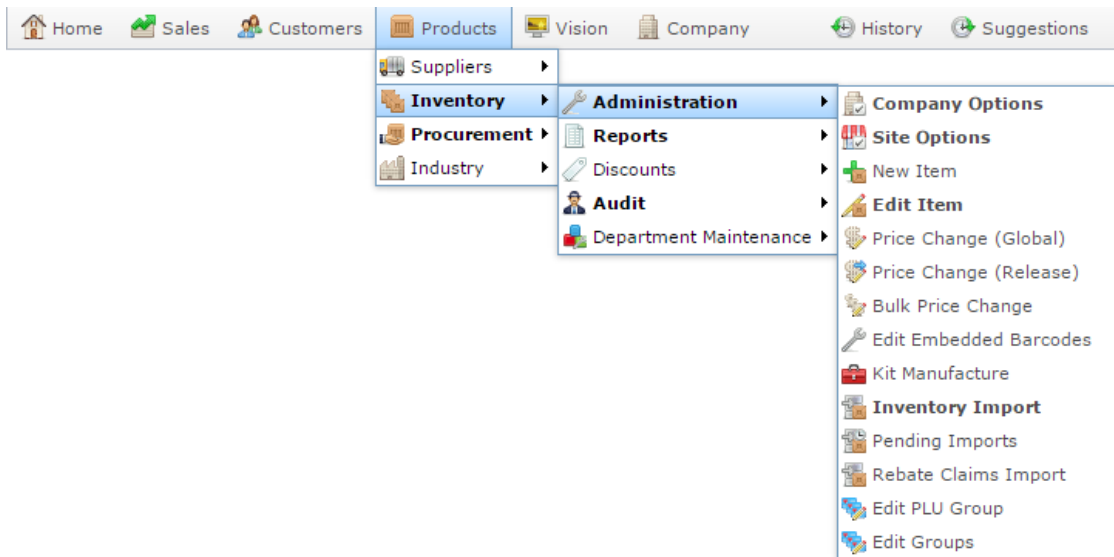 Home Sales Customers Products Vision Company History Suggestions
Suppliers
Inventory
Procurement
Industry
Administration
Reports
Discounts
Audit
Department Maintenance
Company Options
Site Options
New Item
Edit Item
Price Change (Global)
Price Change (Release)
Bulk Price Change
Edit Embedded Barcodes
Kit Manufacture
Inventory Import
Pending Imports
Rebate Claims Import
Edit PLU Group
Edit Groups